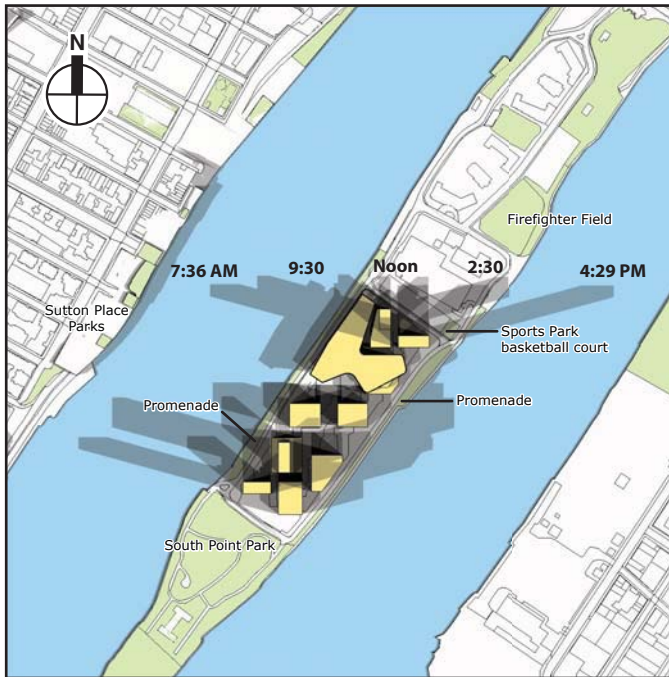 N
Firefighter Field
7:36 AM
9:30
Noon
2:30
4:29 PM
Sutton Place
Parks
Sports Park
basketball court
Promenade
Promenade
South Point Park